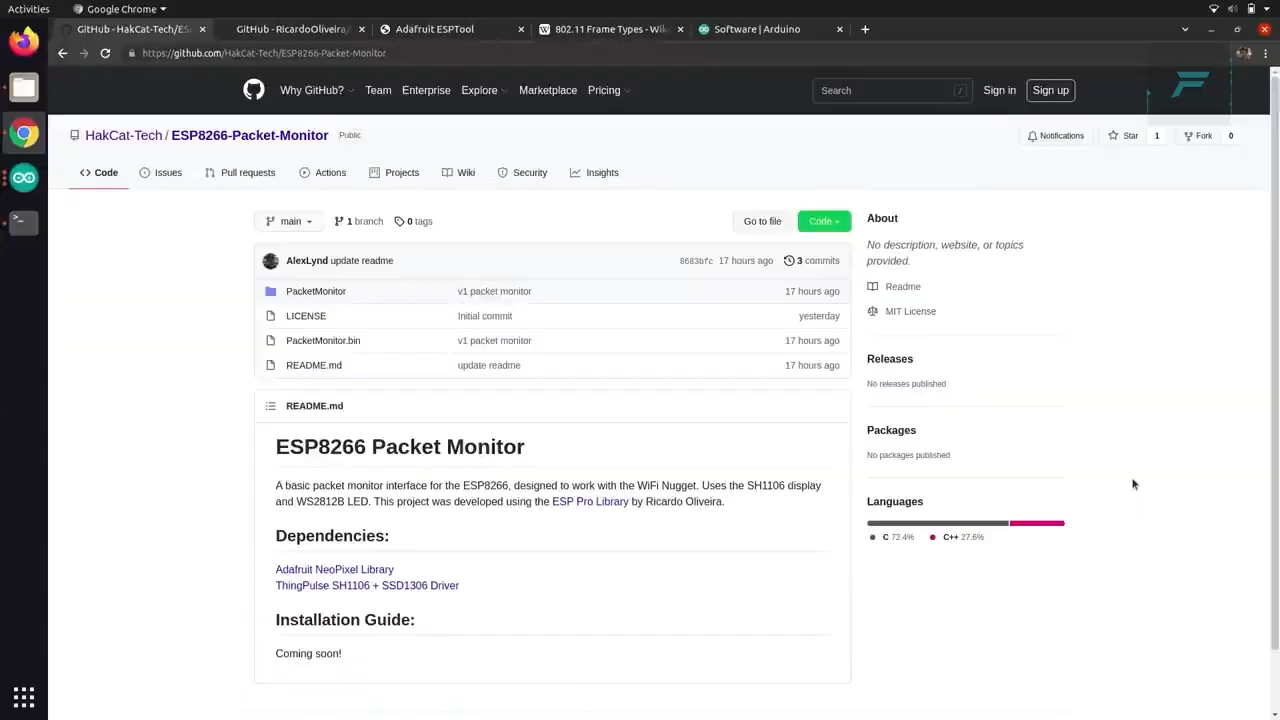 Activities
Google Chrome
GitHub - HakCat-Tech/ES
GitHub - RicardoOliveira/
Adafruit ESPTool
802.11 Frame Types - Wik
Software | Arduino
https://github.com/HakCat-Tech/ESP8266-Packet-Monitor
Why GitHub? Team Enterprise Explore Marketplace Pricing
Search /
Sign in Sign up
HakCat-Tech / ESP8266-Packet-Monitor Public
Notifications Star 1 Fork 0
Code Issues Pull requests Actions Projects Wiki Security Insights
main 1 branch 0 tags
Go to file Code
AlexLynd update readme 8683bfc 17 hours ago 3 commits
PacketMonitor v1 packet monitor 17 hours ago
LICENSE Initial commit yesterday
PacketMonitor.bin v1 packet monitor 17 hours ago
README.md update readme 17 hours ago
README.md
ESP8266 Packet Monitor
A basic packet monitor interface for the ESP8266, designed to work with the WiFi Nugget. Uses the SH1106 display
and WS2812B LED. This project was developed using the ESP Pro Library by Ricardo Oliveira.
Dependencies:
Adafruit NeoPixel Library
ThingPulse SH1106 + SSD1306 Driver
Installation Guide:
Coming soon!
About
No description, website, or topics
provided.
Readme
MIT License
Releases
No releases published
Packages
No packages published
Languages
C 72.4% C++ 27.6%